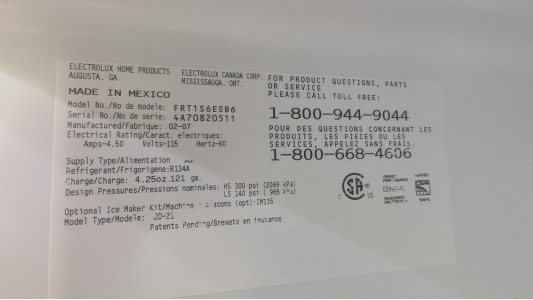 ELECTROLUX HOME PRODUCTS
AUGUSTA, GA
ELECTROLUX CANADA CORP.
MISSISSAUGA, ONT.
FOR PRODUCT QUESTIONS, PARTS
OR SERVICE
PLEASE CALL TOLL FREE:
1-800-944-9044
POUR DES QUESTIONS CONCERNANT LES
PRODUITS, LES PIECES OU LES
SERVICES, APPELEZ SANS FRAIS.
1-800-668-4606
MADE IN MEXICO
Model No./No de modele: FRT1S6ESB6
Serial No./No de serie: 4A70820511
Manufactured/Fabrique: 02-07
Electrical Rating/Caract. electriques:
Amps-4.50 Volts-115 Hertz-60
Supply Type/Alimentation ~
Refrigerant/Frigorigene:R134A
Charge/Charge: 4.25oz.121 gm.
Design Pressures/Pressions nominales: HS 300 psi (2069 kPa)
LS 140 psi ( 965 kPa)
Optional Ice Maker Kit/Machine glacons (opt):IM115
Model Type/Modele: JD-21
Patents Pending/Brevets en instance
CSA
C US